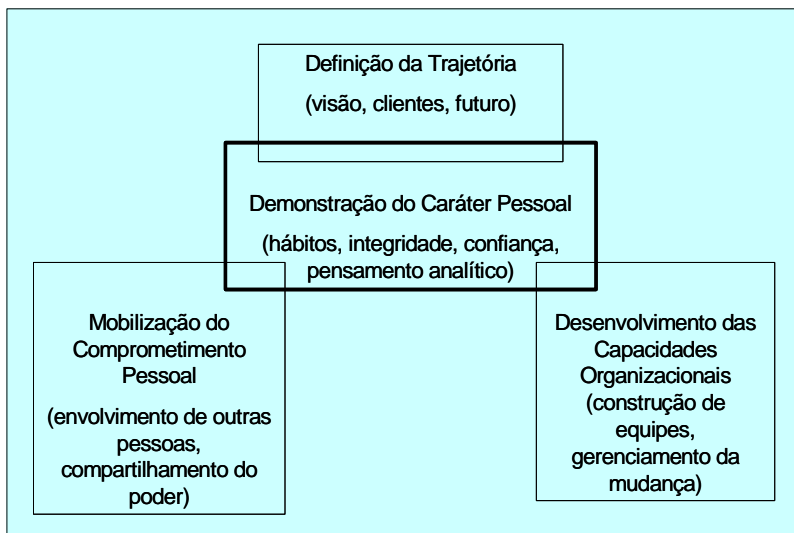 Definição da Trajetória
(visão, clientes, futuro)
Demonstração do Caráter Pessoal
(hábitos, integridade, confiança,
pensamento analítico)
Mobilização do
Comprometimento
Pessoal
(envolvimento de outras
pessoas,
compartilhamento do
poder)
Desenvolvimento das
Capacidades
Organizacionais
(construção de
equipes,
gerenciamento da
mudança)